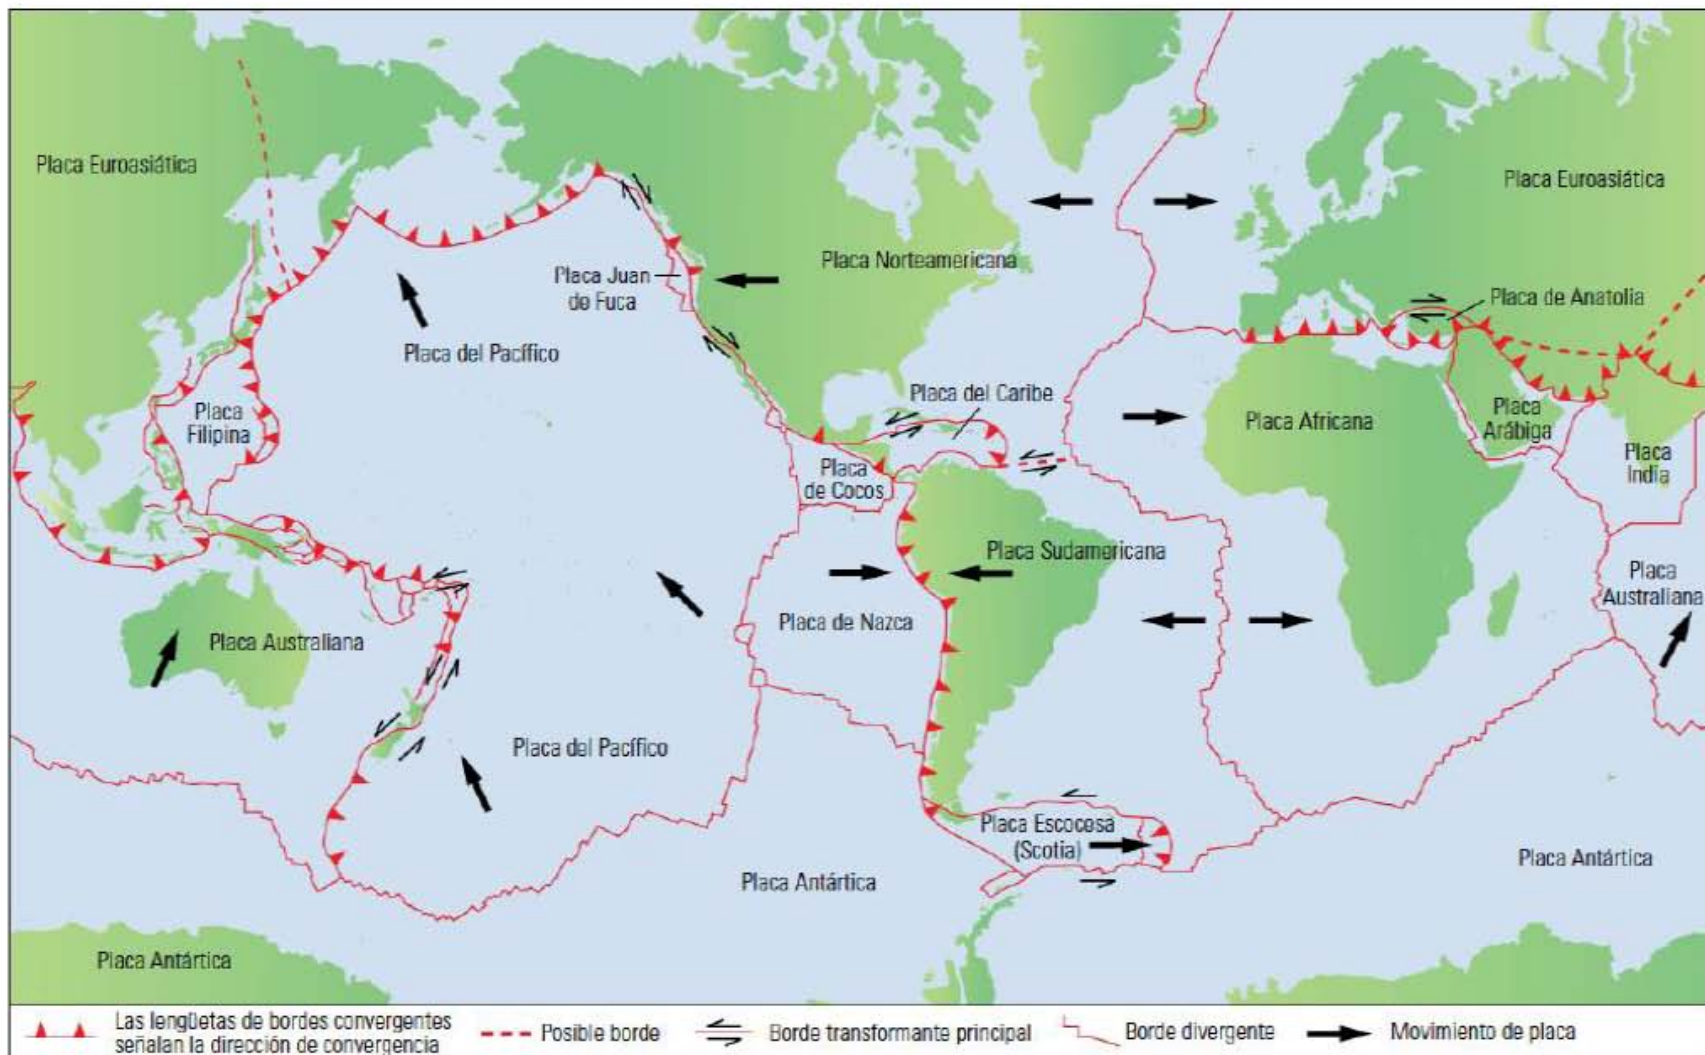 Placa Euroasiática
Placa Euroasiática
Placa Norteamericana
Placa Juan
de Fuca
Placa de Anatolia
Placa del Pacífico
Placa del Caribe
Placa
Filipina
Placa Africana
Placa
Arábiga
Placa
India
Placa
de Cocos
Placa Sudamericana
Placa
Australiana
Placa de Nazca
Placa Australiana
Placa del Pacífico
Placa Escocesa
(Scotia)
Placa Antártica
Placa Antártica
Placa Antártica
Las lengüetas de bordes convergentes
señalan la dirección de convergencia
Posible borde
Borde transformante principal
Borde divergente
Movimiento de placa